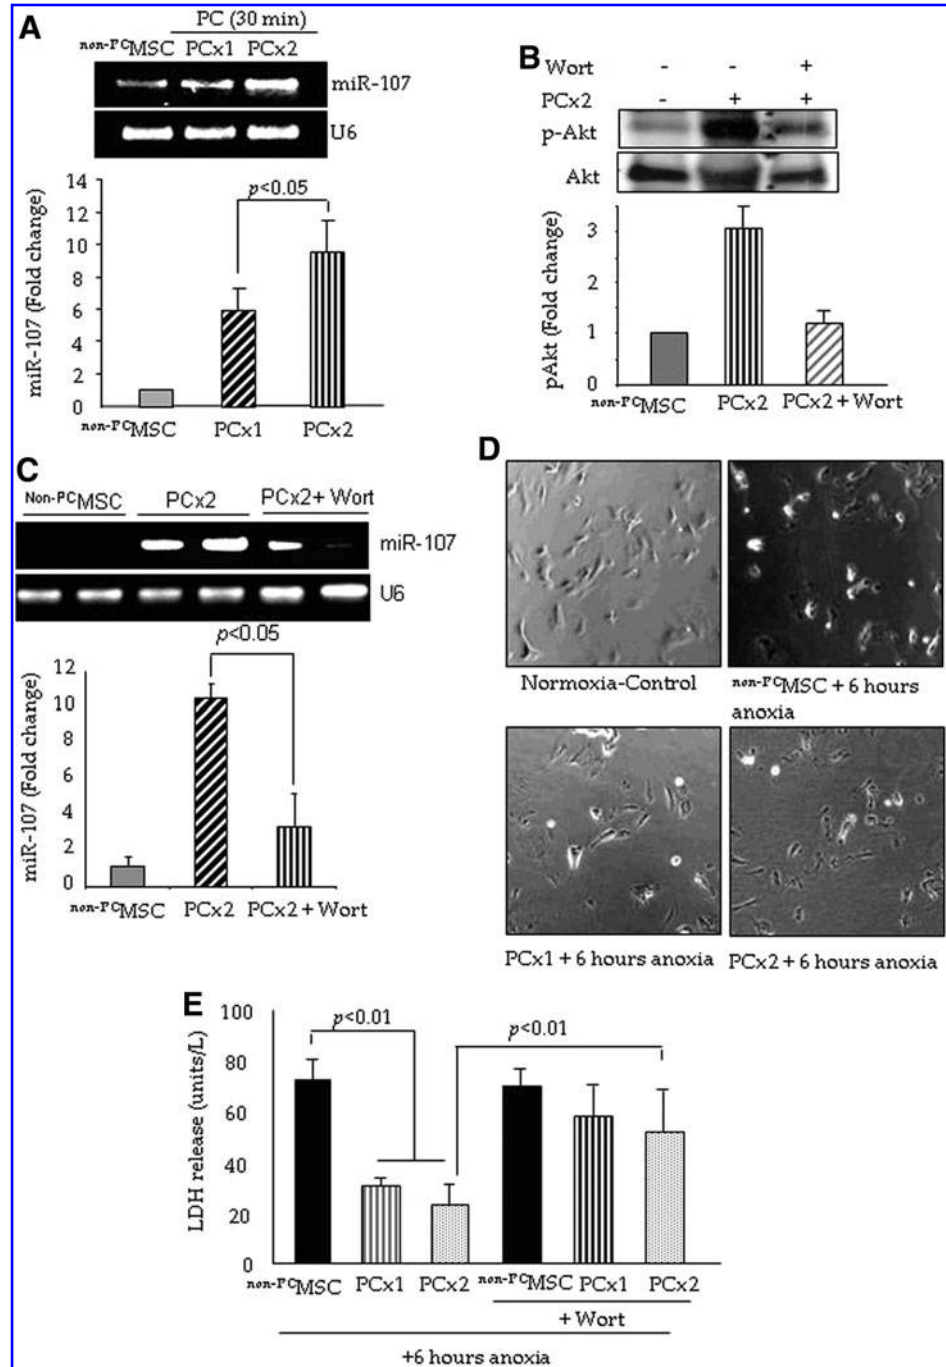 A
PC (30 min)
non-PCMSC PCx1 PCx2
miR-107
U6
miR-107 (Fold change)
14
12
10
8
6
4
2
0
p<0.05
non-PCMSC PCx1 PCx2
B
Wort - - +
PCx2 - + +
p-Akt
Akt
pAkt (Fold change)
3
2
1
0
non-PCMSC PCx2 PCx2 + Wort
C
Non-PCMSC PCx2 PCx2+ Wort
miR-107
U6
p<0.05
miR-107 (Fold change)
12
10
8
6
4
2
0
non-PCMSC PCx2 PCx2 + Wort
D
Normoxia-Control
non-PCMSC + 6 hours
anoxia
PCx1 + 6 hours anoxia
PCx2 + 6 hours anoxia
E
LDH release (units/L)
100
80
60
40
20
0
p<0.01
p<0.01
non-PCMSC PCx1 PCx2 non-PCMSC PCx1 PCx2
+ Wort
+6 hours anoxia